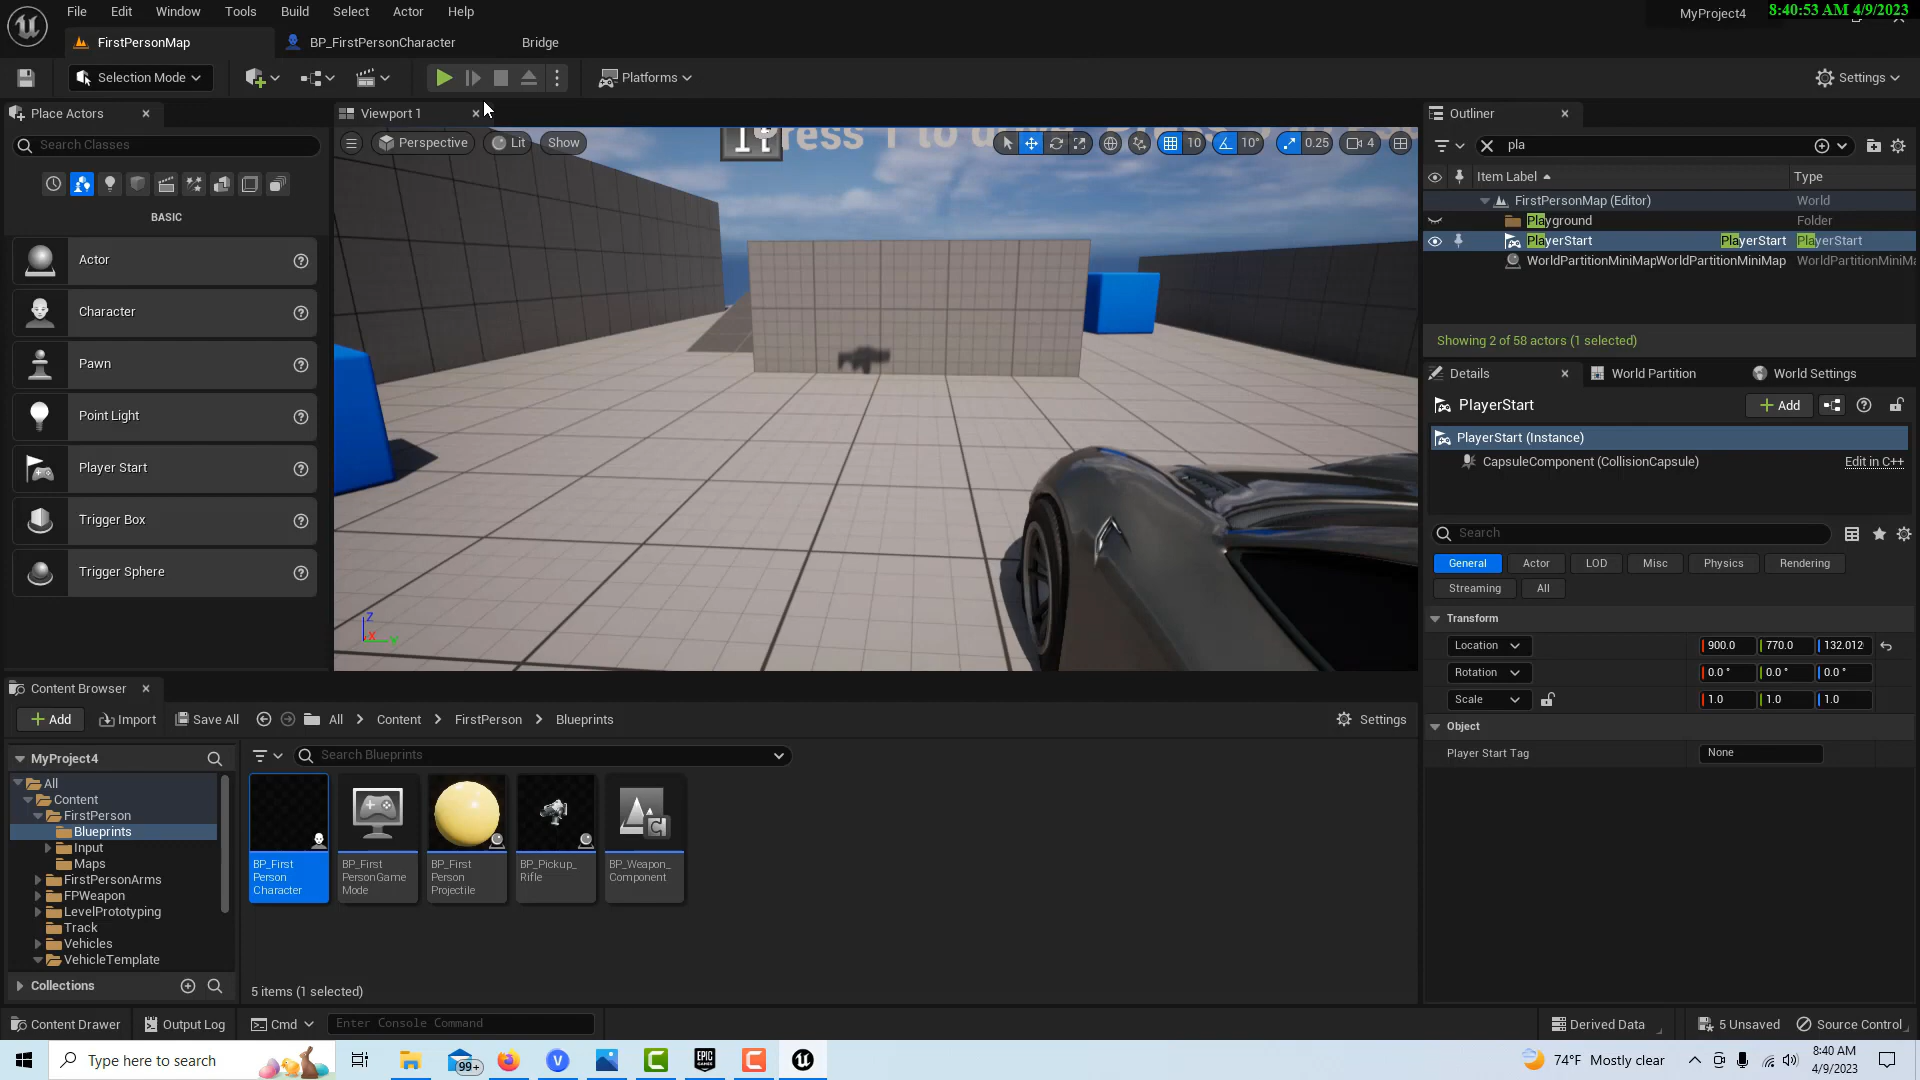 File Edit Window Tools Build Select Actor Help
MyProject4
8:40:53 AM 4/9/2023
FirstPersonMap
BP_FirstPersonCharacter
Bridge
Selection Mode
Platforms
Settings
Place Actors
Search Classes
BASIC
Actor
Character
Pawn
Point Light
Player Start
Trigger Box
Trigger Sphere
Viewport 1
Perspective
Lit
Show
10
10°
0.25
4
Z
X
Y
Outliner
pla
Item Label
Type
FirstPersonMap (Editor)
World
Playground
Folder
PlayerStart
PlayerStart
PlayerStart
WorldPartitionMiniMap
WorldPartitionMiniMap
WorldPartitionMiniMa
Showing 2 of 58 actors (1 selected)
Details
World Partition
World Settings
PlayerStart
Add
PlayerStart (Instance)
CapsuleComponent (CollisionCapsule)
Edit in C++
Search
General
Actor
LOD
Misc
Physics
Rendering
Streaming
All
Transform
Location
900.0
770.0
132.012
Rotation
0.0 °
0.0 °
0.0 °
Scale
1.0
1.0
1.0
Object
Player Start Tag
None
Content Browser
Add
Import
Save All
All
Content
FirstPerson
Blueprints
Settings
MyProject4
All
Content
FirstPerson
Blueprints
Input
Maps
FirstPersonArms
FPWeapon
LevelPrototyping
Track
Vehicles
VehicleTemplate
Collections
Search Blueprints
BP_First
Person
Character
BP_First
PersonGame
Mode
BP_First
Person
Projectile
BP_Pickup_
Rifle
BP_Weapon_
Component
5 items (1 selected)
Content Drawer
Output Log
Cmd
Enter Console Command
Derived Data
5 Unsaved
Source Control
Type here to search
99+
EPIC
GAMES
74°F Mostly clear
8:40 AM
4/9/2023